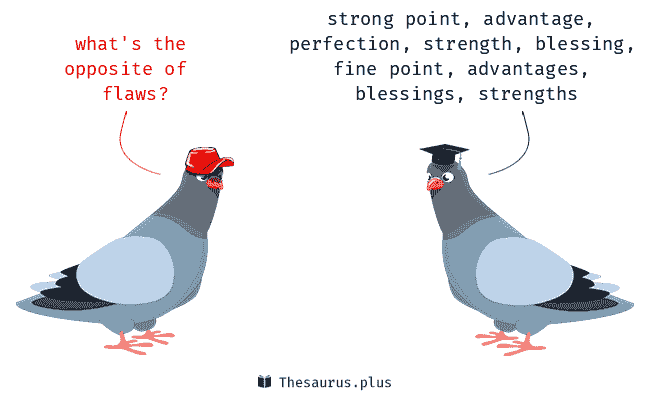 what's the
opposite of
flaws?
strong point, advantage,
perfection, strength, blessing,
fine point, advantages,
blessings, strengths
Thesaurus.plus